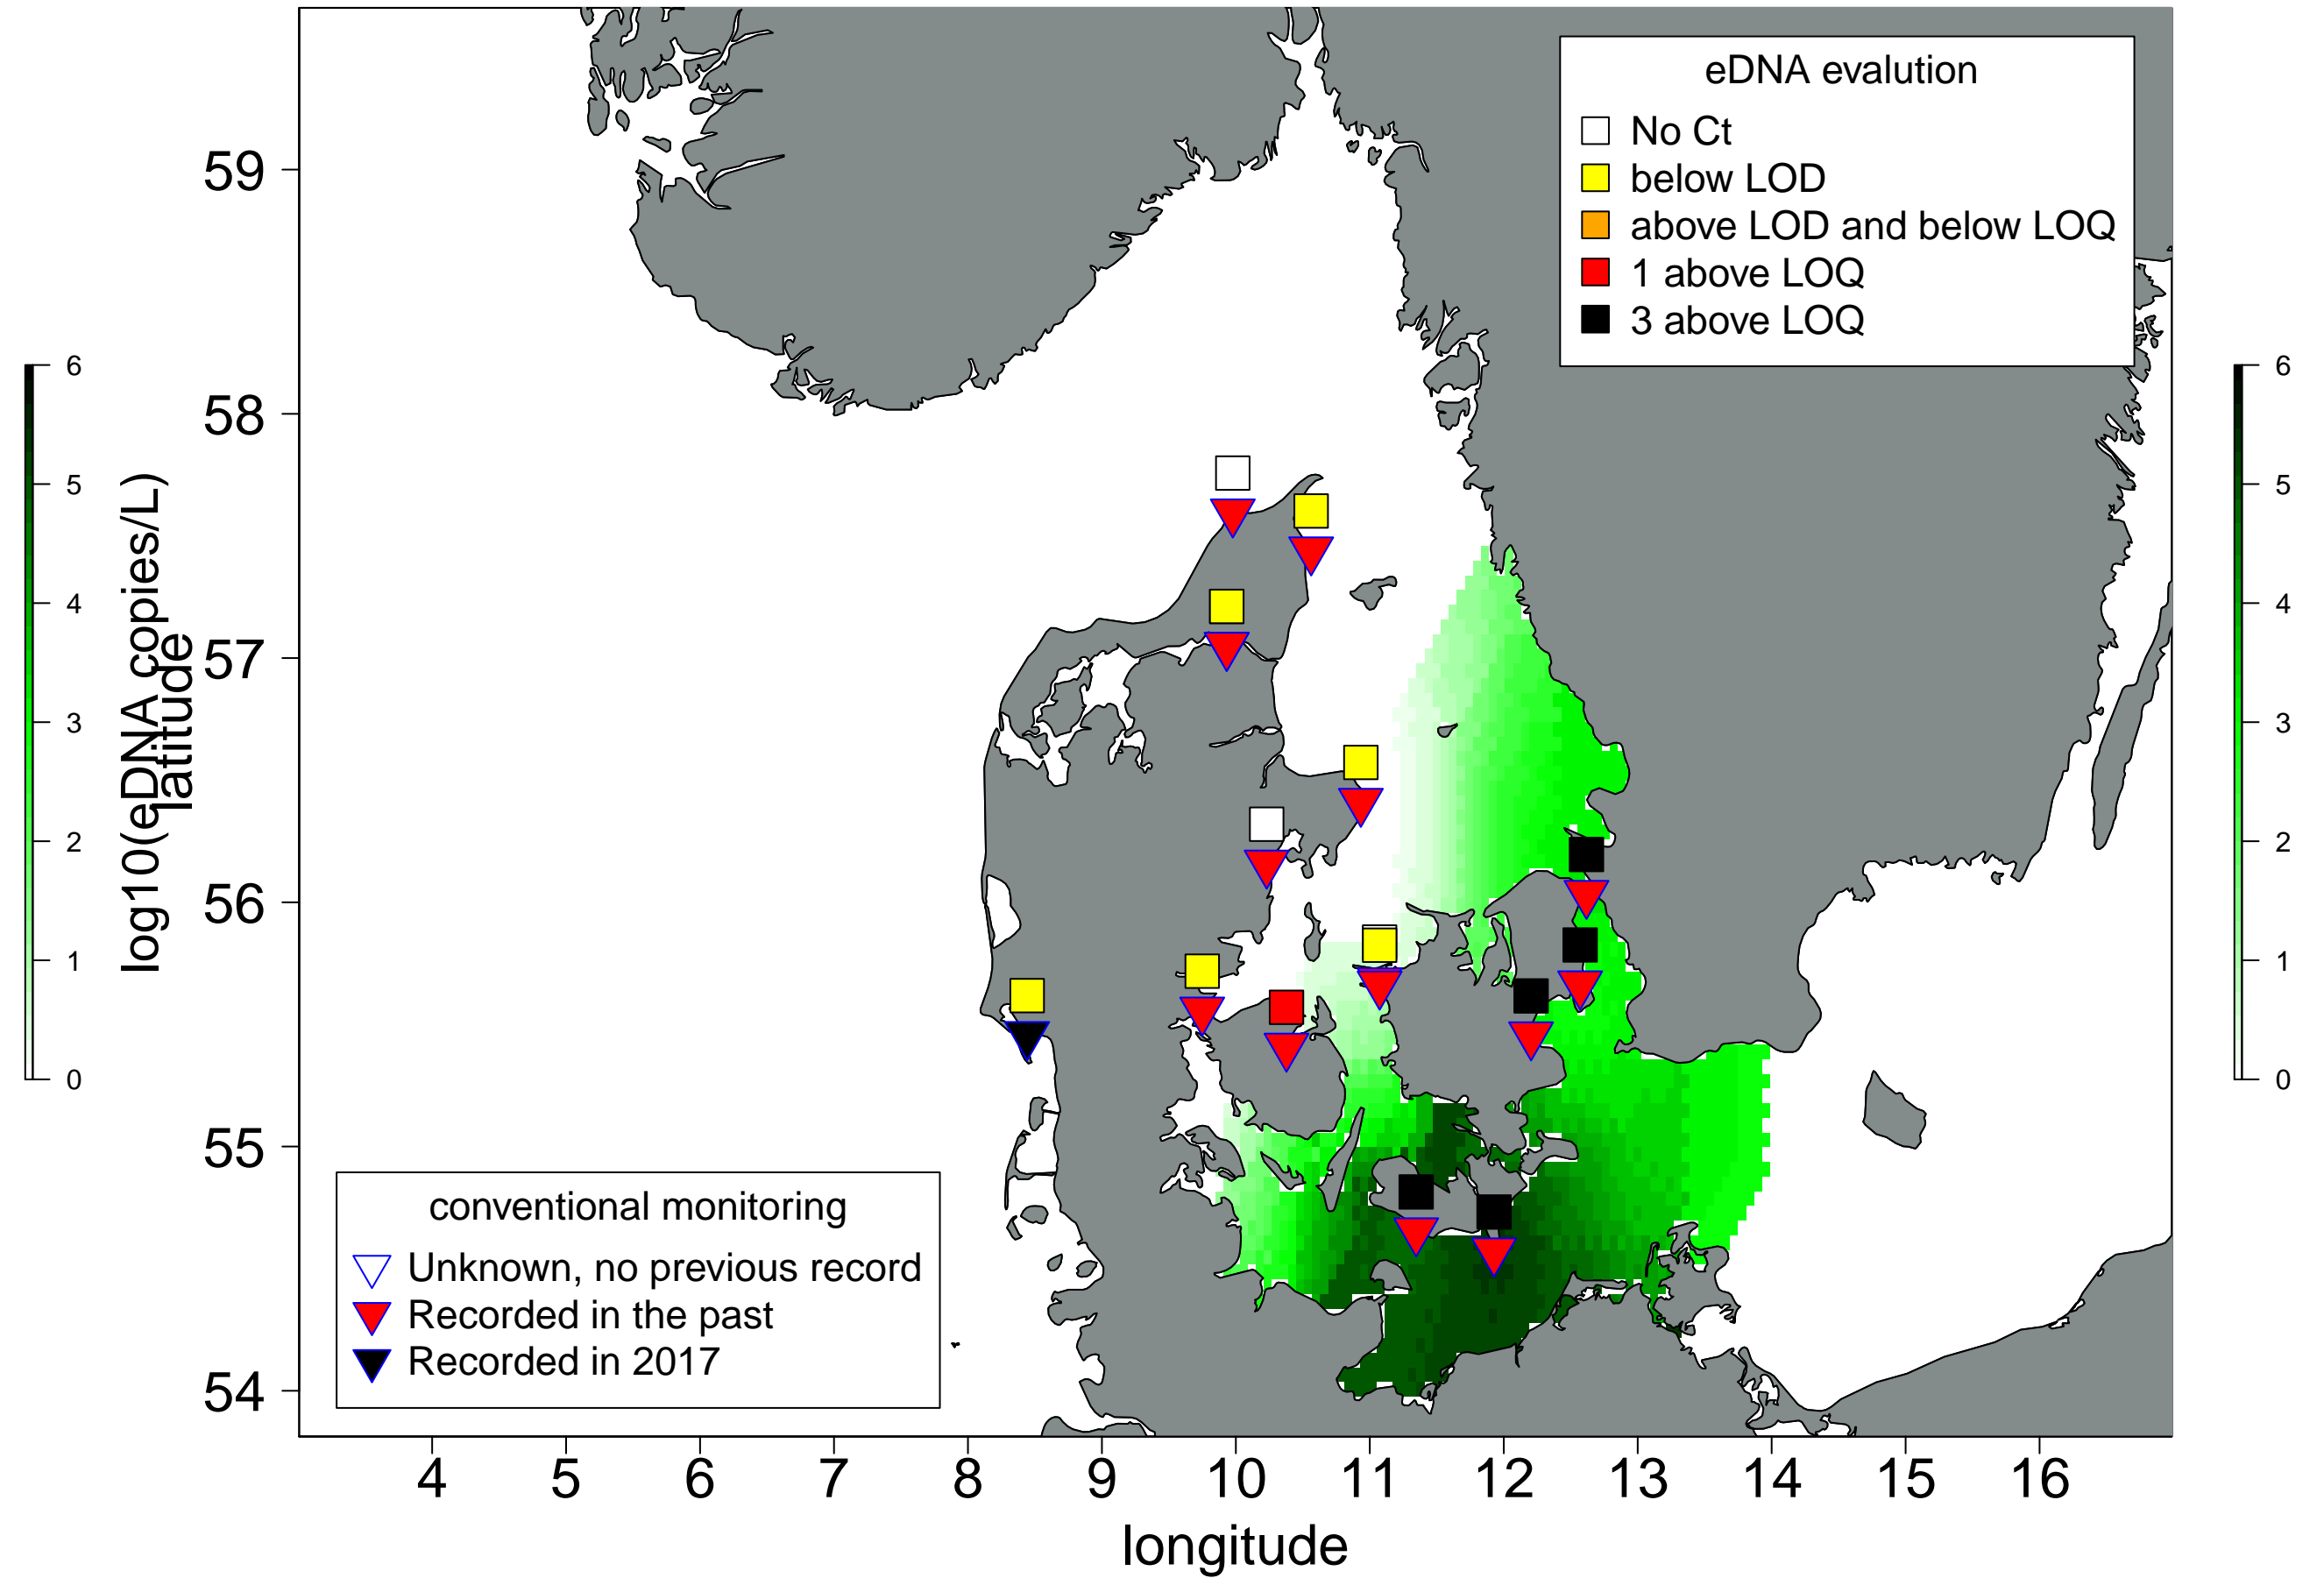 eDNA evalution
No Ct
below LOD
above LOD and below LOQ
1 above LOQ
3 above LOQ
59
58
57
56
55
54
latitude
log10(eDNA copies/L)
6
5
4
3
2
1
0
6
5
4
3
2
1
0
conventional monitoring
Unknown, no previous record
Recorded in the past
Recorded in 2017
4 5 6 7 8 9 10 11 12 13 14 15 16
longitude